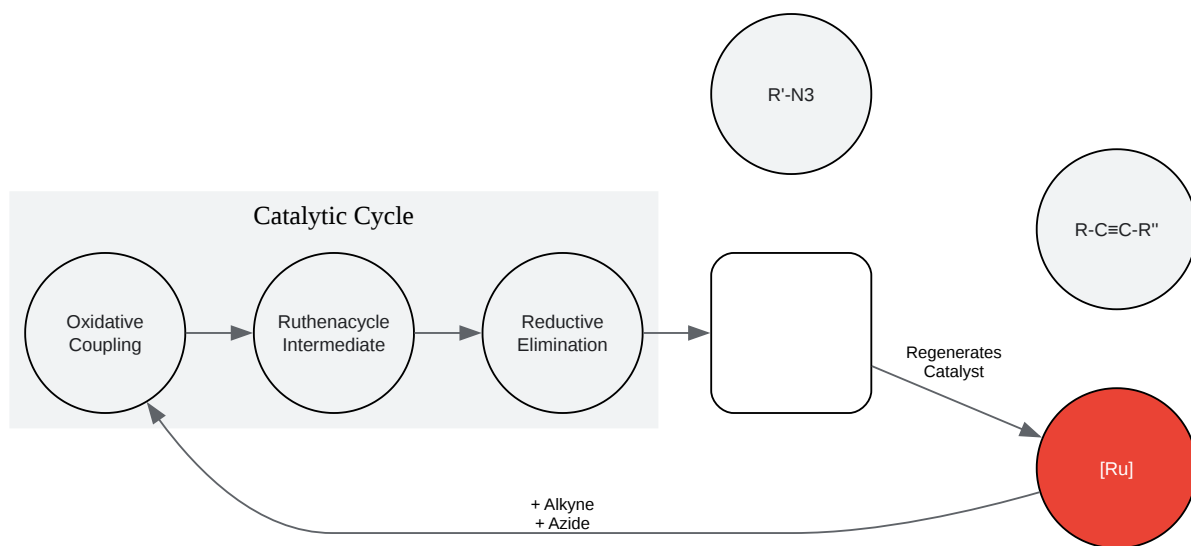 R'-N3
Catalytic Cycle
R-C≡C-R"
Oxidative
Coupling
Ruthenacycle
Intermediate
Reductive
Elimination
Regenerates
Catalyst
[Ru]
+ Alkyne
+ Azide